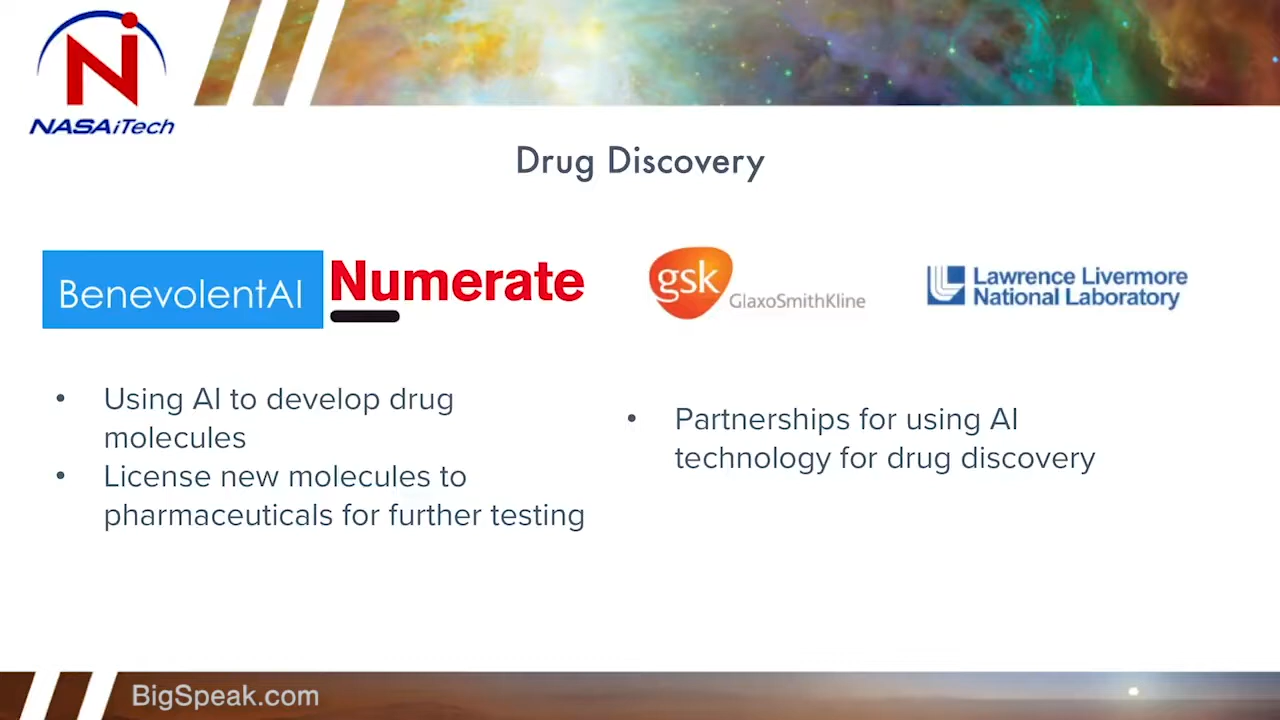 NASAiTech
Drug Discovery
BenevolentAI
Numerate
gsk
GlaxoSmithKline
Lawrence Livermore
National Laboratory
• Using AI to develop drug
molecules
• License new molecules to
pharmaceuticals for further testing
• Partnerships for using AI
technology for drug discovery
BigSpeak.com